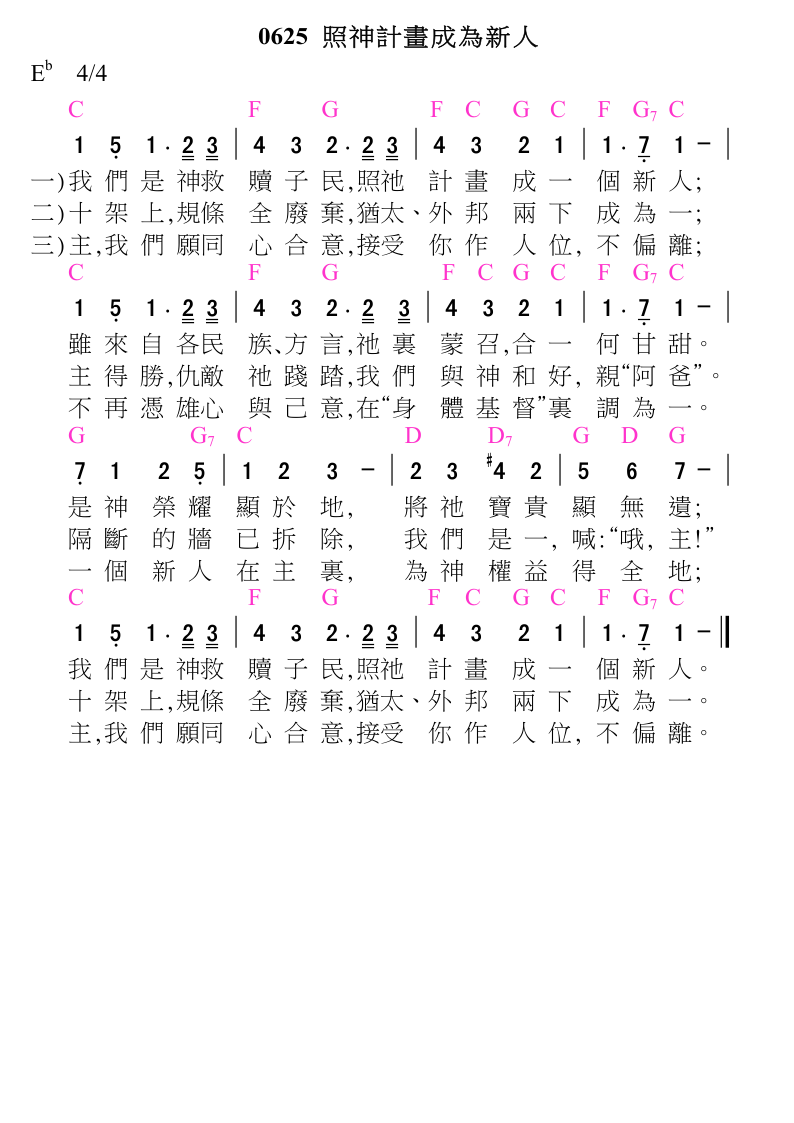 0625 照神計畫成為新人
E♭ 4/4
C F G F C G C F G7 C
1 5̣ 1 · 2 3 | 4 3 2 · 2 3 | 4 3 2 1 | 1 · 7̣ 1 – |
一)我們是神救 贖子民,照祂 計畫 成一 個新人;
二)十架上,規條 全廢棄,猶太、外邦 兩下 成為一;
三)主,我們願同 心合意,接受 你作 人位, 不偏離;
C F G F C G C F G7 C
1 5̣ 1 · 2 3 | 4 3 2 · 2 3 | 4 3 2 1 | 1 · 7̣ 1 – |
雖來自各民 族、方言,祂裏 蒙召,合一 何甘甜。
主得勝,仇敵 祂踐踏,我們 與神和好, 親“阿爸”。
不再憑雄心 與己意,在“身 體基督”裏 調為一。
G G7 C D D7 G D G
7̣ 1 2 5̣ | 1 2 3 – | 2 3 #4 2 | 5 6 7 – |
是神 榮耀 顯於 地, 將祂 寶貴 顯 無 遺;
隔斷 的牆 已拆 除, 我們 是一, 喊:“哦, 主!”
一個 新人 在主 裏, 為神 權益 得 全 地;
C F G F C G C F G7 C
1 5̣ 1 · 2 3 | 4 3 2 · 2 3 | 4 3 2 1 | 1 · 7̣ 1 – ‖
我們是神救 贖子民,照祂 計畫 成一 個新人。
十架上,規條 全廢棄,猶太、外邦 兩下 成為一。
主,我們願同 心合意,接受 你作 人位, 不偏離。